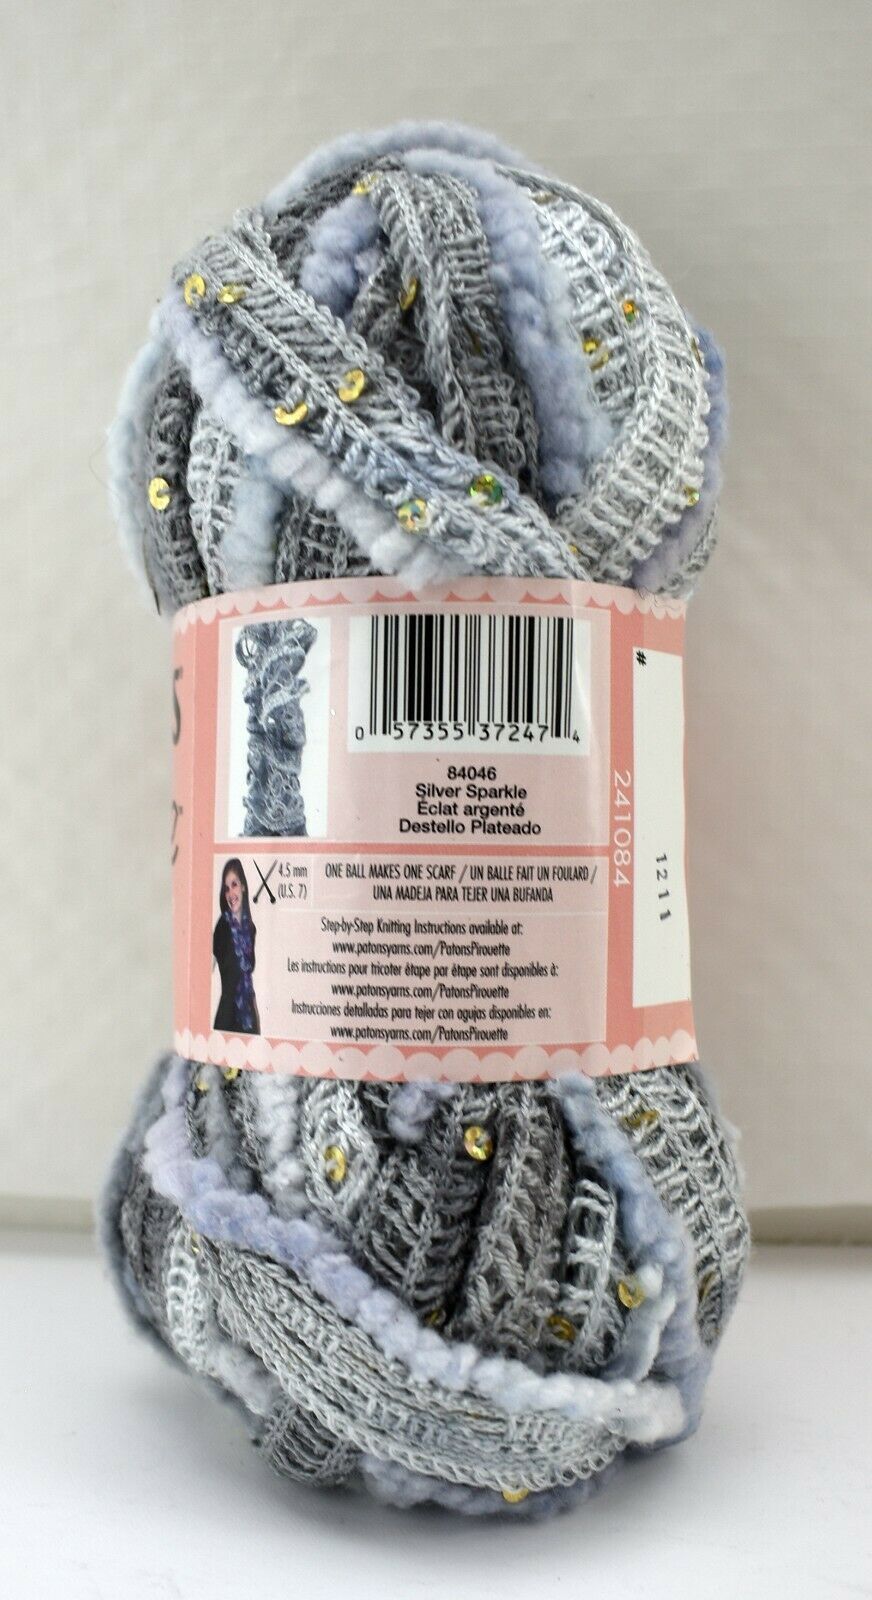 0 57355 37247 4
84046
Silver Sparkle
Éclat argenté
Destello Plateado
4.5 mm
(U.S. 7)
ONE BALL MAKES ONE SCARF / UN BALLE FAIT UN FOULARD /
UNA MADEJA PARA TEJER UNA BUFANDA
Step-by-Step Knitting Instructions available at:
www.patonsyarns.com/PatonsPirouette
Les instructions pour tricoter étape par étape sont disponibles à:
www.patonsyarns.com/PatonsPirouette
Instrucciones detalladas para tejer con agujas disponibles en:
www.patonsyarns.com/PatonsPirouette
241084
#
1211